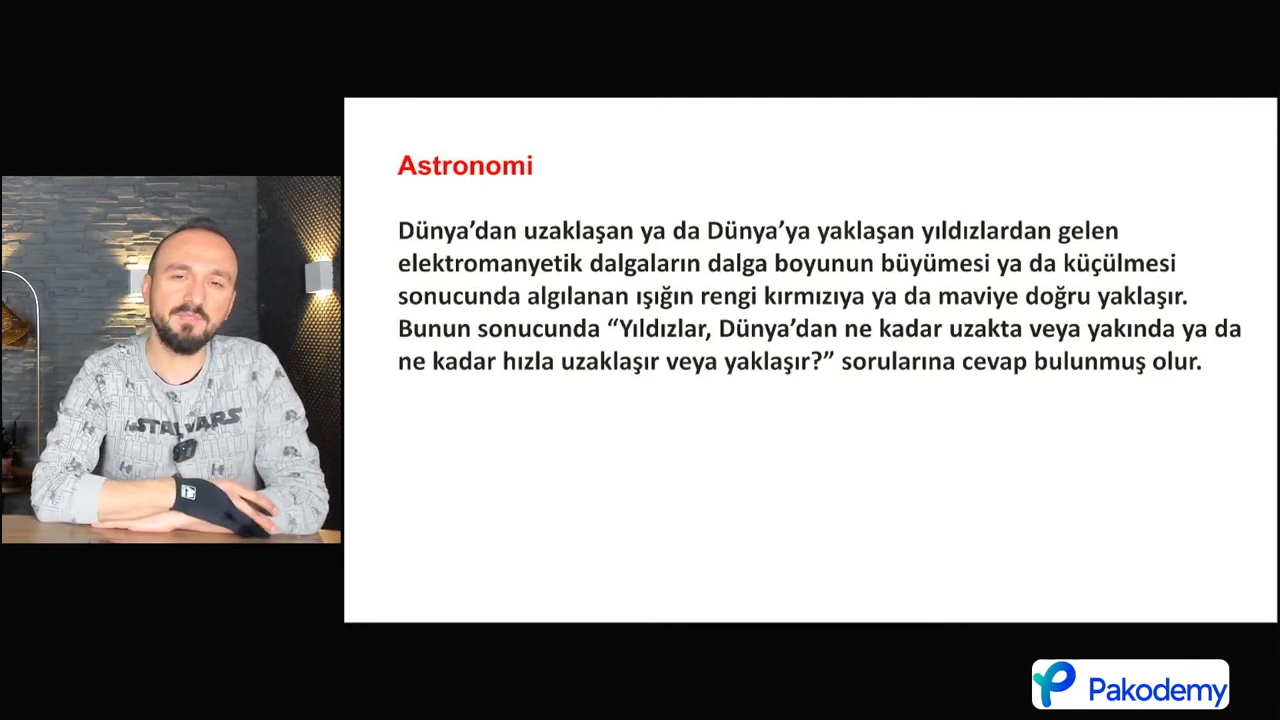 Astronomi
Dünya’dan uzaklaşan ya da Dünya’ya yaklaşan yıldızlardan gelen
elektromanyetik dalgaların dalga boyunun büyümesi ya da küçülmesi
sonucunda algılanan ışığın rengi kırmızıya ya da maviye doğru yaklaşır.
Bunun sonucunda “Yıldızlar, Dünya’dan ne kadar uzakta veya yakında ya da
ne kadar hızla uzaklaşır veya yaklaşır?” sorularına cevap bulunmuş olur.
STAR WARS
Pakodemy